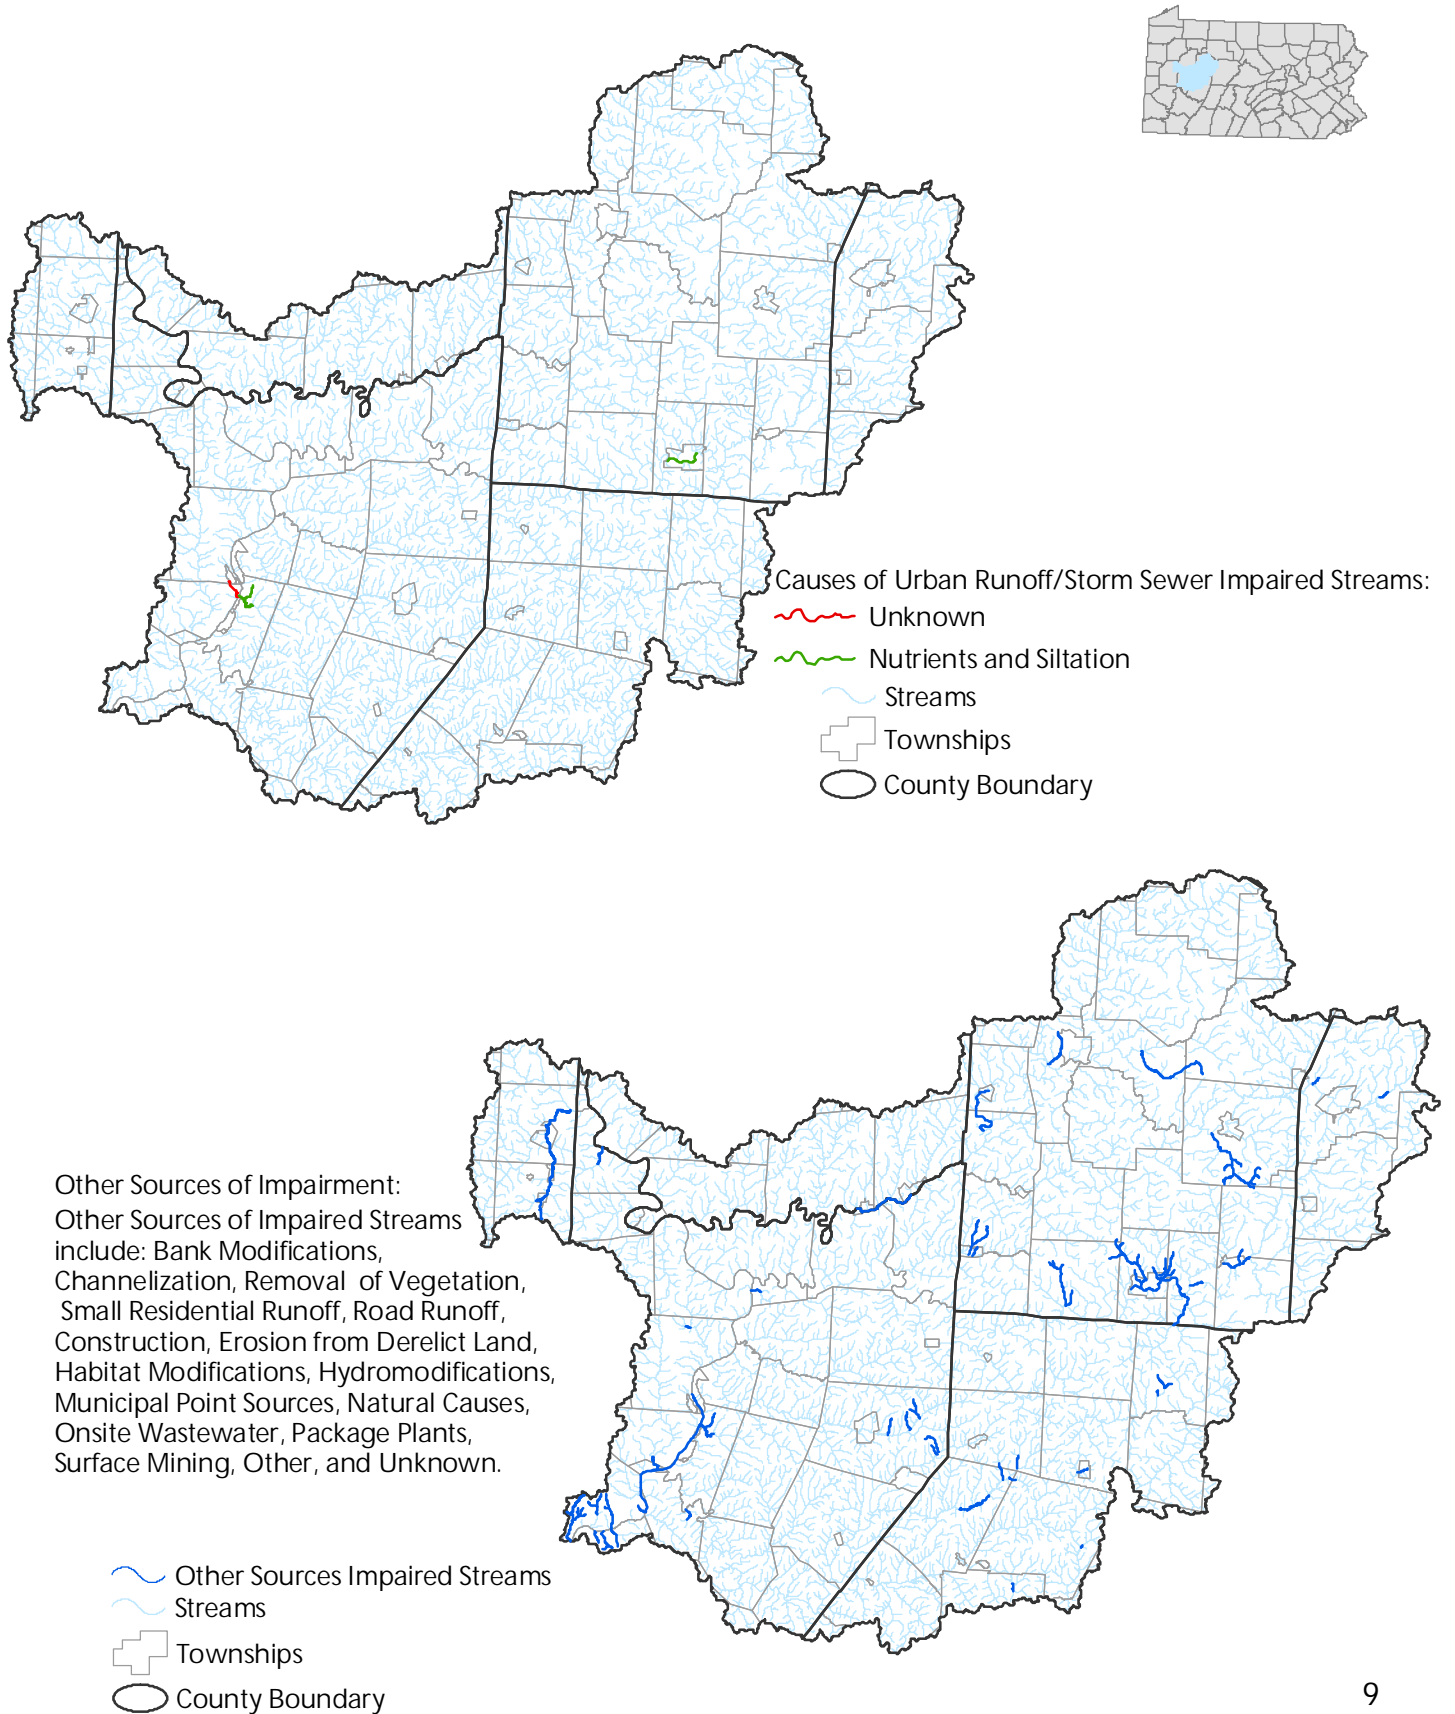 Causes of Urban Runoff/Storm Sewer Impaired Streams:
Unknown
Nutrients and Siltation
Streams
Townships
County Boundary
Other Sources of Impairment:
Other Sources of Impaired Streams
include: Bank Modifications,
Channelization, Removal of Vegetation,
Small Residential Runoff, Road Runoff,
Construction, Erosion from Derelict Land,
Habitat Modifications, Hydromodifications,
Municipal Point Sources, Natural Causes,
Onsite Wastewater, Package Plants,
Surface Mining, Other, and Unknown.
Other Sources Impaired Streams
Streams
Townships
County Boundary
9